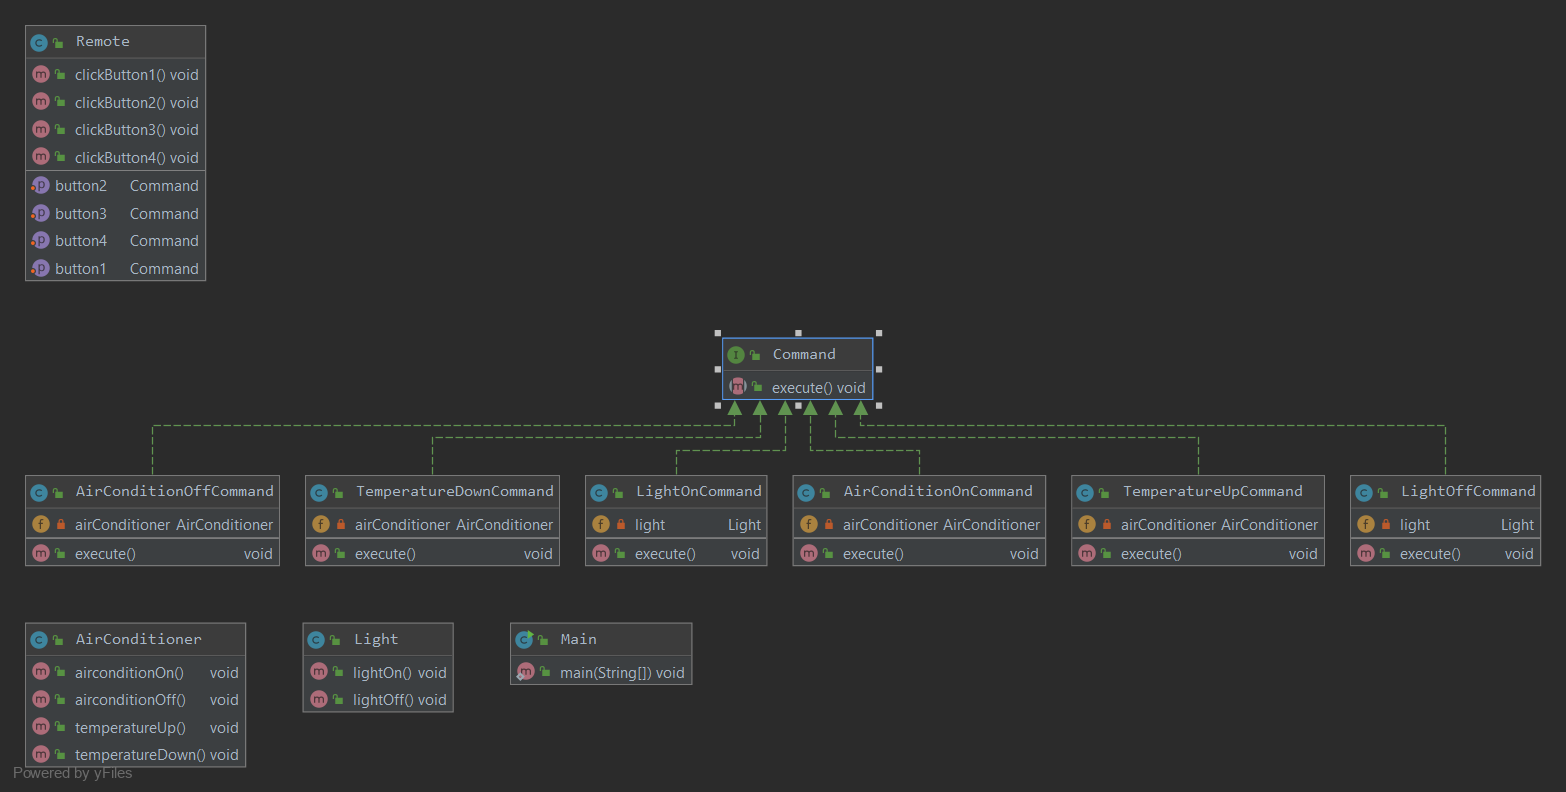 Remote
clickButton1() void
clickButton2() void
clickButton3() void
clickButton4() void
button2 Command
button3 Command
button4 Command
button1 Command
Command
execute() void
AirConditionOffCommand
airConditioner AirConditioner
execute() void
TemperatureDownCommand
airConditioner AirConditioner
execute() void
LightOnCommand
light Light
execute() void
AirConditionOnCommand
airConditioner AirConditioner
execute() void
TemperatureUpCommand
airConditioner AirConditioner
execute() void
LightOffCommand
light Light
execute() void
AirConditioner
airconditionOn() void
airconditionOff() void
temperatureUp() void
temperatureDown() void
Light
lightOn() void
lightOff() void
Main
main(String[]) void
Powered by yFiles